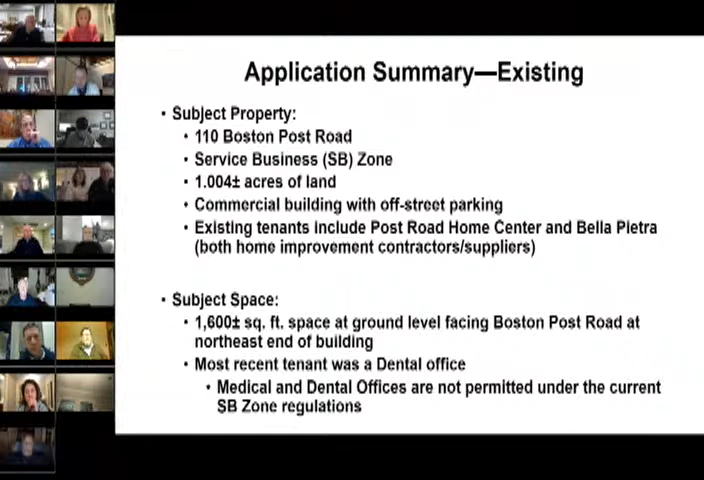 Application Summary—Existing
• Subject Property:
• 110 Boston Post Road
• Service Business (SB) Zone
• 1.004± acres of land
• Commercial building with off-street parking
• Existing tenants include Post Road Home Center and Bella Pietra
(both home improvement contractors/suppliers)
• Subject Space:
• 1,600± sq. ft. space at ground level facing Boston Post Road at
northeast end of building
• Most recent tenant was a Dental office
• Medical and Dental Offices are not permitted under the current
SB Zone regulations